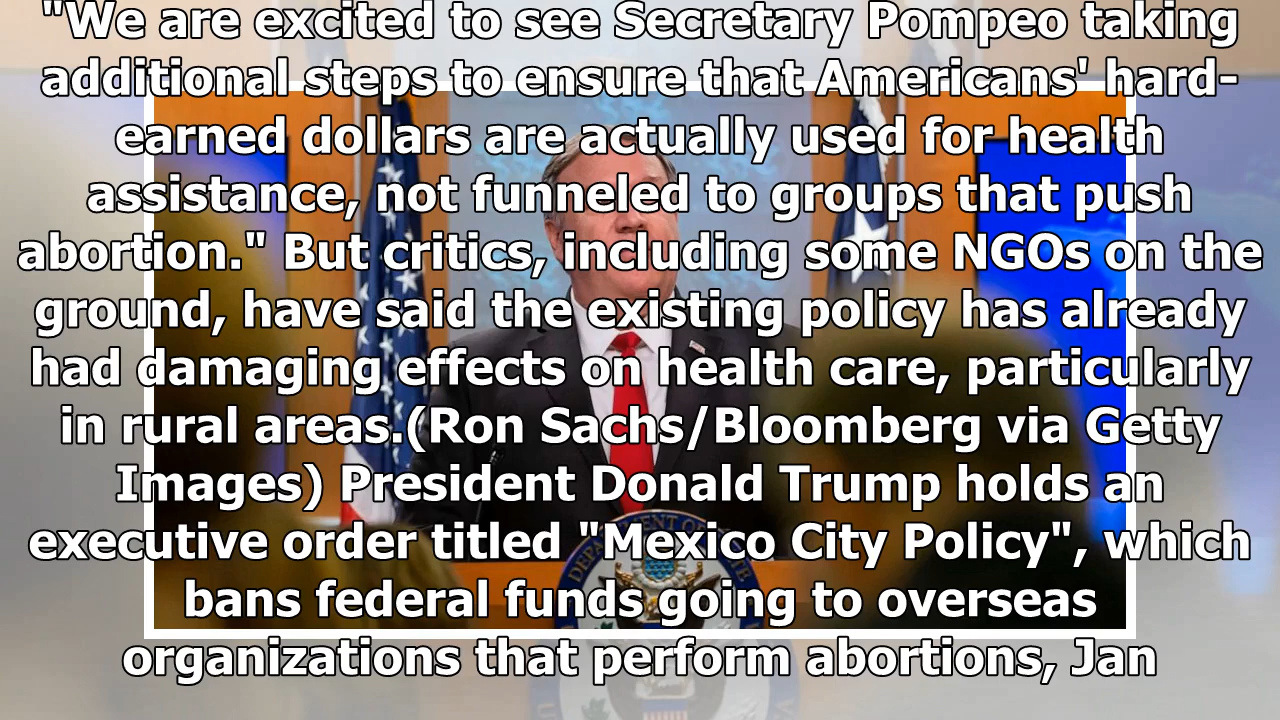 "We are excited to see Secretary Pompeo taking
additional steps to ensure that Americans' hard-
earned dollars are actually used for health
assistance, not funneled to groups that push
abortion." But critics, including some NGOs on the
ground, have said the existing policy has already
had damaging effects on health care, particularly
in rural areas.(Ron Sachs/Bloomberg via Getty
Images) President Donald Trump holds an
executive order titled "Mexico City Policy", which
bans federal funds going to overseas
organizations that perform abortions, Jan